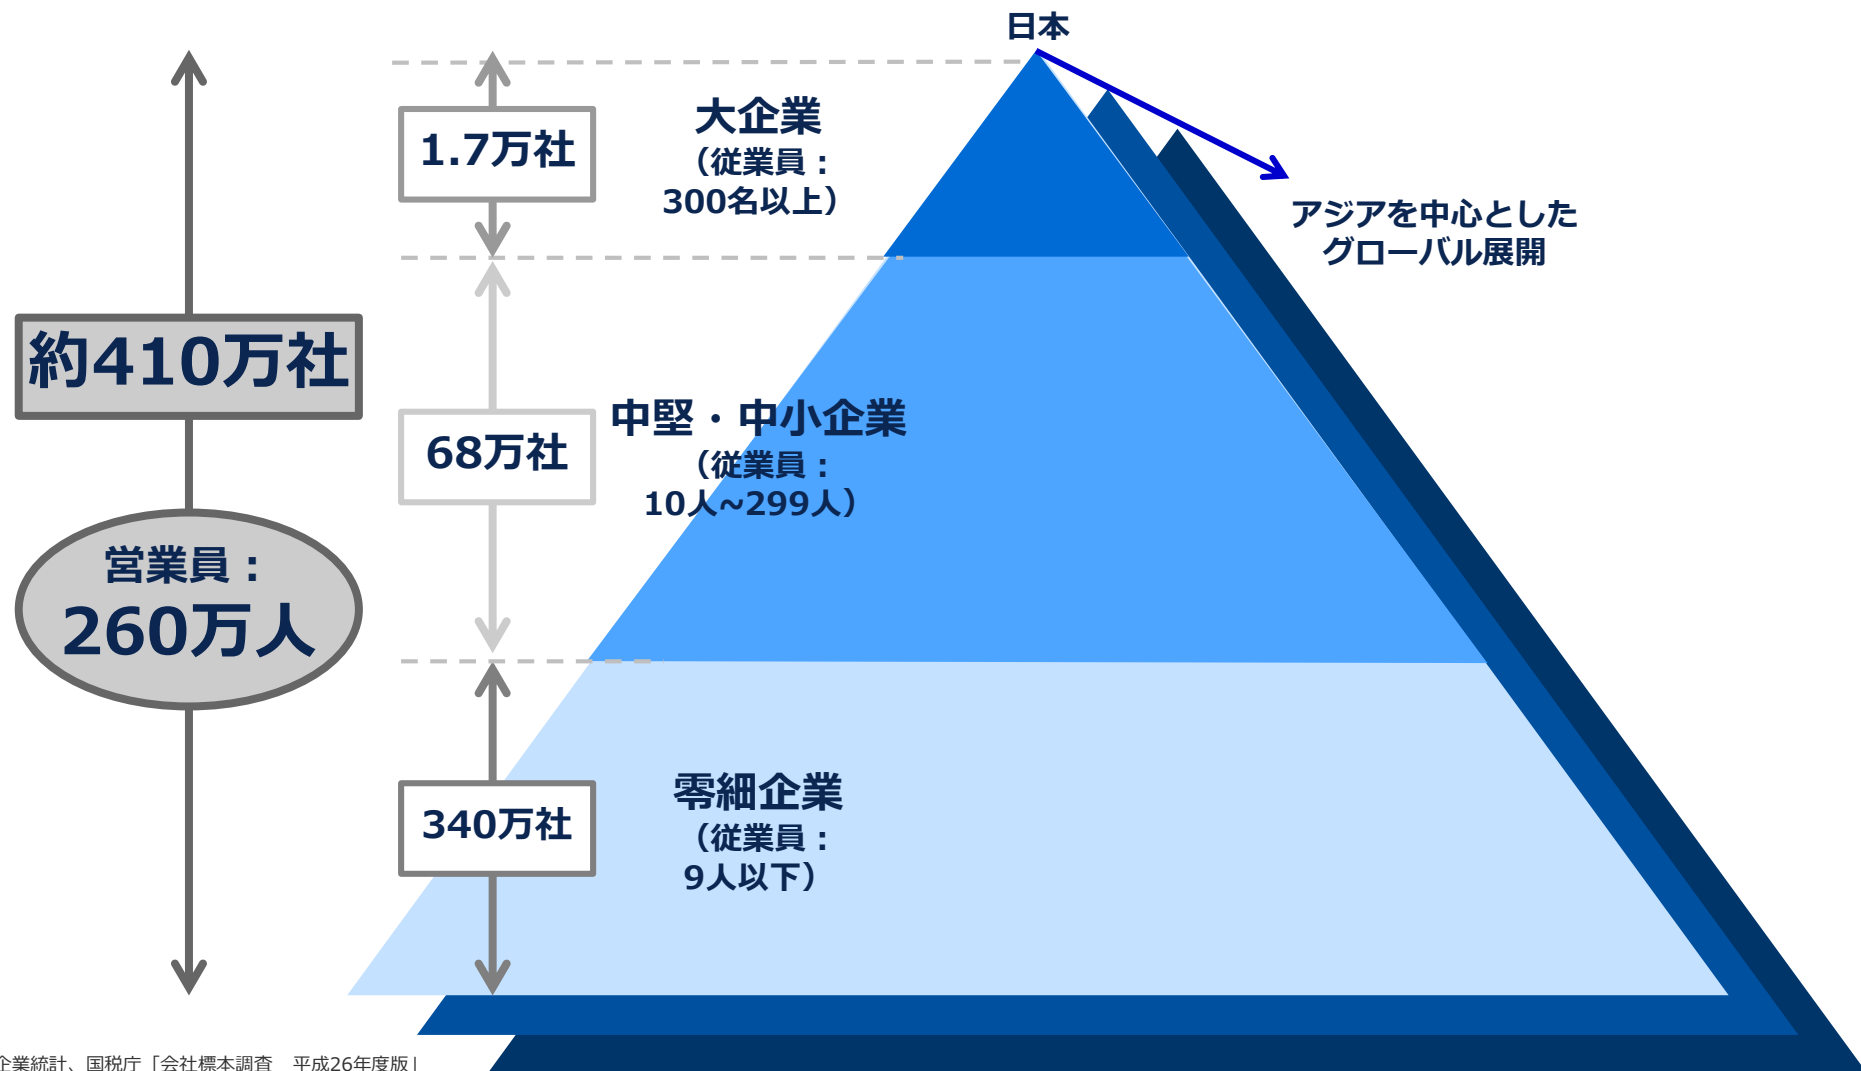 日本
大企業
（従業員：
300名以上）
1.7万社
アジアを中心とした
グローバル展開
約410万社
中堅・中小企業
（従業員：
10人~299人）
68万社
営業員：
260万人
零細企業
（従業員：
9人以下）
340万社
企業統計、国税庁「会社標本調査　平成26年度版」